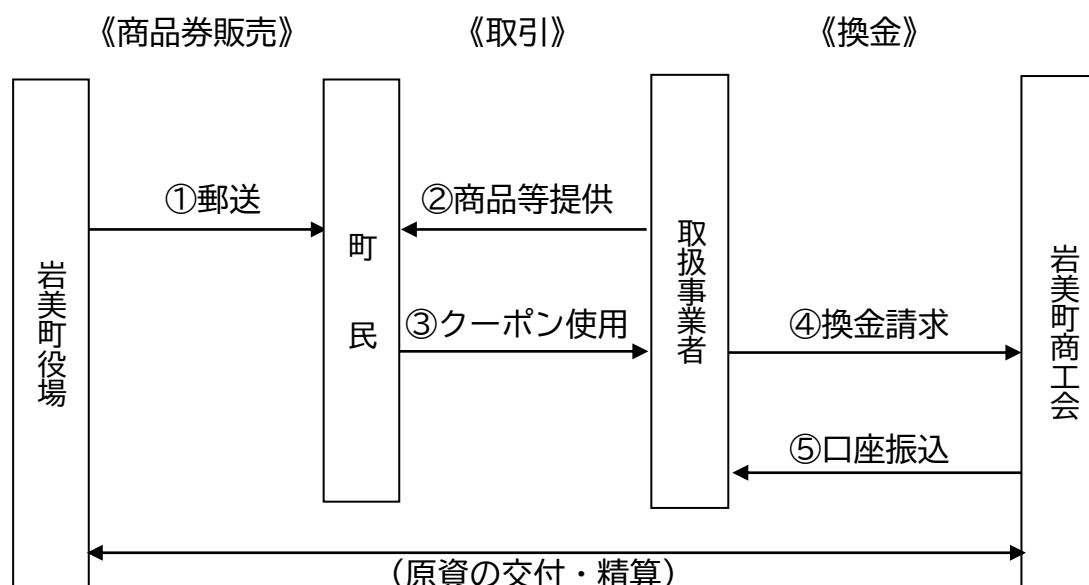 《商品券販売》
《取引》
《換金》
①郵送
②商品等提供
③クーポン使用
④換金請求
⑤口座振込
岩美町役場
町民
取扱事業者
岩美町商工会
(原資の交付・精算)